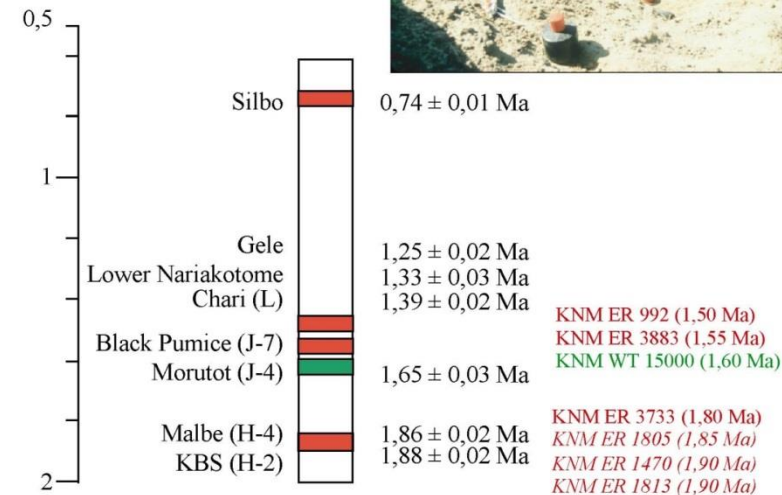 0,5
Silbo 0,74 ± 0,01 Ma
1
Gele 1,25 ± 0,02 Ma
Lower Nariakotome 1,33 ± 0,03 Ma
Chari (L) 1,39 ± 0,02 Ma
KNM ER 992 (1,50 Ma)
Black Pumice (J-7) KNM ER 3883 (1,55 Ma)
KNM WT 15000 (1,60 Ma)
Morutot (J-4) 1,65 ± 0,03 Ma
KNM ER 3733 (1,80 Ma)
Malbe (H-4) 1,86 ± 0,02 Ma KNM ER 1805 (1,85 Ma)
KBS (H-2) 1,88 ± 0,02 Ma KNM ER 1470 (1,90 Ma)
2 KNM ER 1813 (1,90 Ma)